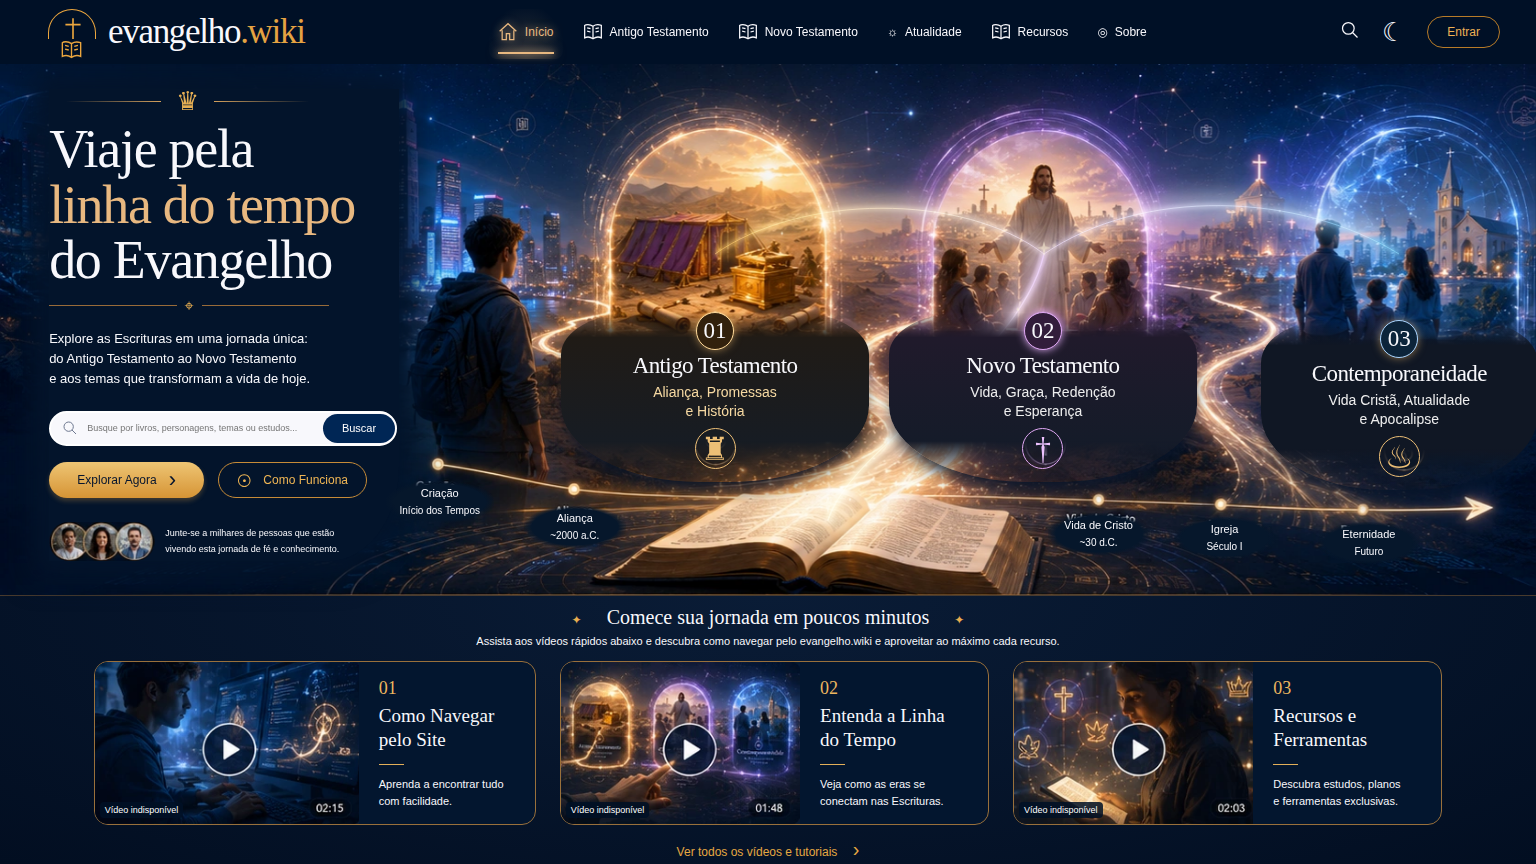 evangelho.wiki
Início
Antigo Testamento
Novo Testamento
Atualidade
Recursos
Sobre
Entrar
Viaje pela
linha do tempo
do Evangelho
Explore as Escrituras em uma jornada única:
do Antigo Testamento ao Novo Testamento
e aos temas que transformam a vida de hoje.
Busque por livros, personagens, temas ou estudos...
Buscar
Explorar Agora
Como Funciona
Junte-se a milhares de pessoas que estão
vivendo esta jornada de fé e conhecimento.
01
Antigo Testamento
Aliança, Promessas
e História
02
Novo Testamento
Vida, Graça, Redenção
e Esperança
03
Contemporaneidade
Vida Cristã, Atualidade
e Apocalipse
Criação
Início dos Tempos
Aliança
~2000 a.C.
Vida de Cristo
~30 d.C.
Igreja
Século I
Eternidade
Futuro
Comece sua jornada em poucos minutos
Assista aos vídeos rápidos abaixo e descubra como navegar pelo evangelho.wiki e aproveitar ao máximo cada recurso.
Vídeo indisponível
02:15
01
Como Navegar
pelo Site
Aprenda a encontrar tudo
com facilidade.
Vídeo indisponível
01:48
02
Entenda a Linha
do Tempo
Veja como as eras se
conectam nas Escrituras.
Vídeo indisponível
02:03
03
Recursos e
Ferramentas
Descubra estudos, planos
e ferramentas exclusivas.
Ver todos os vídeos e tutoriais